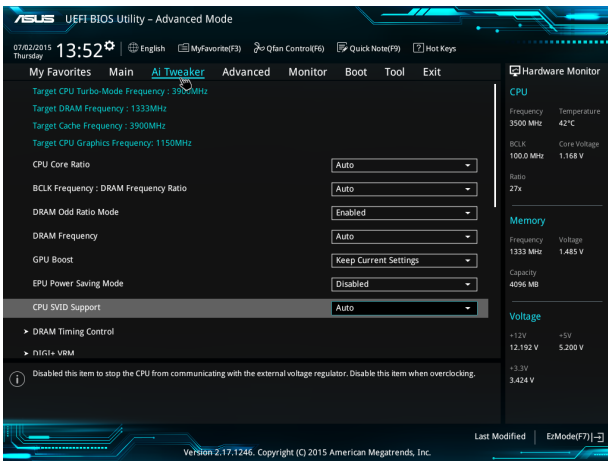 ASUS UEFI BIOS Utility – Advanced Mode
07/02/2015 Thursday 13:52 English MyFavorite(F3) Qfan Control(F6) Quick Note(F9) Hot Keys
My Favorites Main Ai Tweaker Advanced Monitor Boot Tool Exit
Hardware Monitor
Target CPU Turbo-Mode Frequency : 3900MHz
Target DRAM Frequency : 1333MHz
Target Cache Frequency : 3900MHz
Target CPU Graphics Frequency: 1150MHz
CPU Core Ratio Auto
BCLK Frequency : DRAM Frequency Ratio Auto
DRAM Odd Ratio Mode Enabled
DRAM Frequency Auto
GPU Boost Keep Current Settings
EPU Power Saving Mode Disabled
CPU SVID Support Auto
> DRAM Timing Control
> DIGI+ VRM
Disabled this item to stop the CPU from communicating with the external voltage regulator. Disable this item when overclocking.
CPU
Frequency Temperature
3500 MHz 42°C
BCLK Core Voltage
100.0 MHz 1.168 V
Ratio
27x
Memory
Frequency Voltage
1333 MHz 1.485 V
Capacity
4096 MB
Voltage
+12V +5V
12.192 V 5.200 V
+3.3V
3.424 V
Last Modified EzMode(F7)
Version 2.17.1246. Copyright (C) 2015 American Megatrends, Inc.